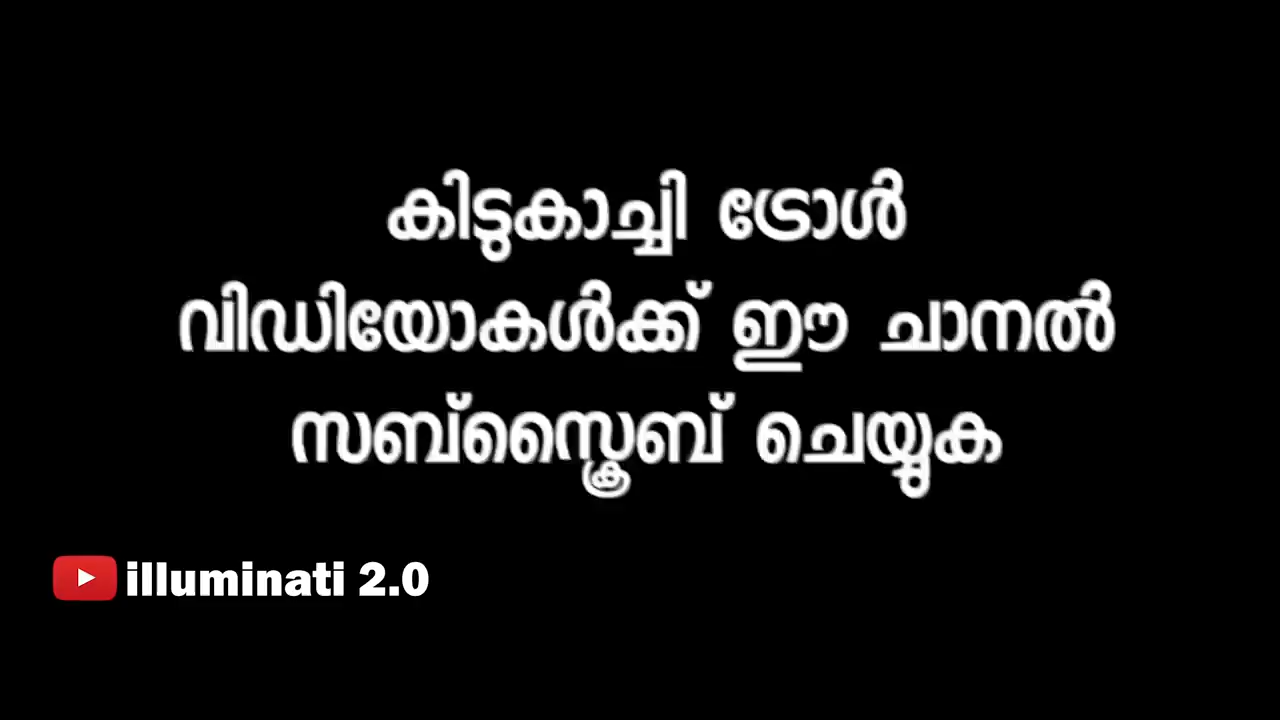 കിടുകാച്ചി ട്രോൾ
വിഡിയോകൾക്ക് ഈ ചാനൽ
സബ്സ്ക്രൈബ് ചെയ്യുക
illuminati 2.0